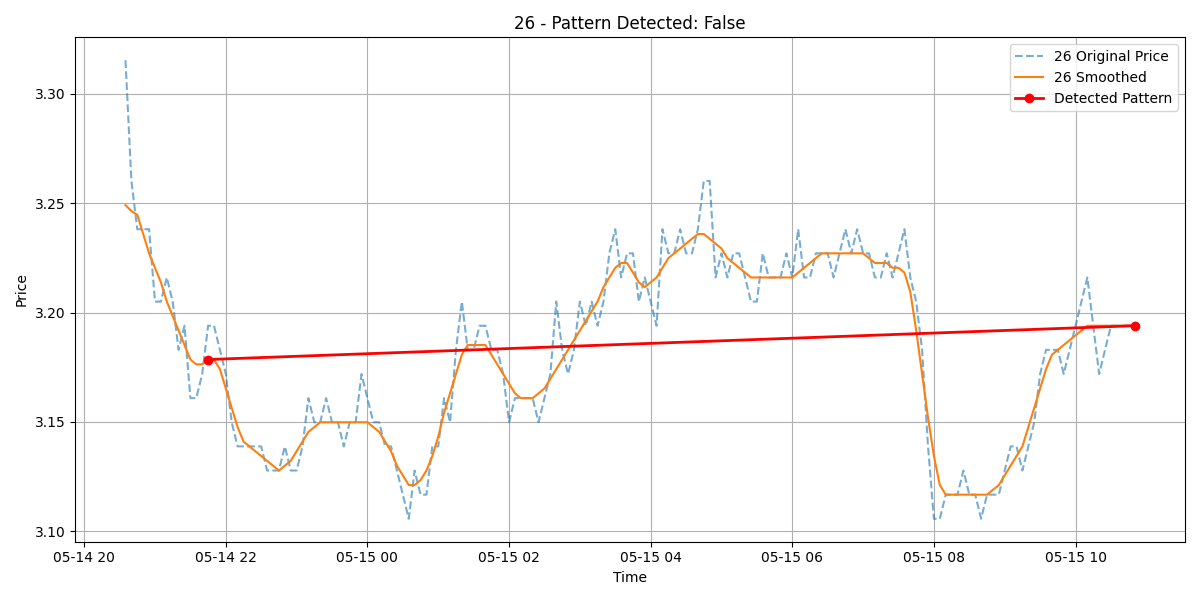 26 - Pattern Detected: False
26 Original Price
26 Smoothed
Detected Pattern
Price
3.30
3.25
3.20
3.15
3.10
05-14 20
05-14 22
05-15 00
05-15 02
05-15 04
05-15 06
05-15 08
05-15 10
Time